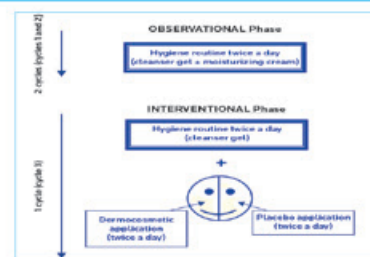 OBSERVATIONAL Phase
Hygiene routine twice a day
(cleanser gel + moisturizing cream)
2 cycles (cycles 1 and 2)
INTERVENTIONAL Phase
Hygiene routine twice a day
(cleanser gel)
+
1 cycle (cycle 3)
Dermocosmetic
application
(twice a day)
Placebo application
(twice a day)